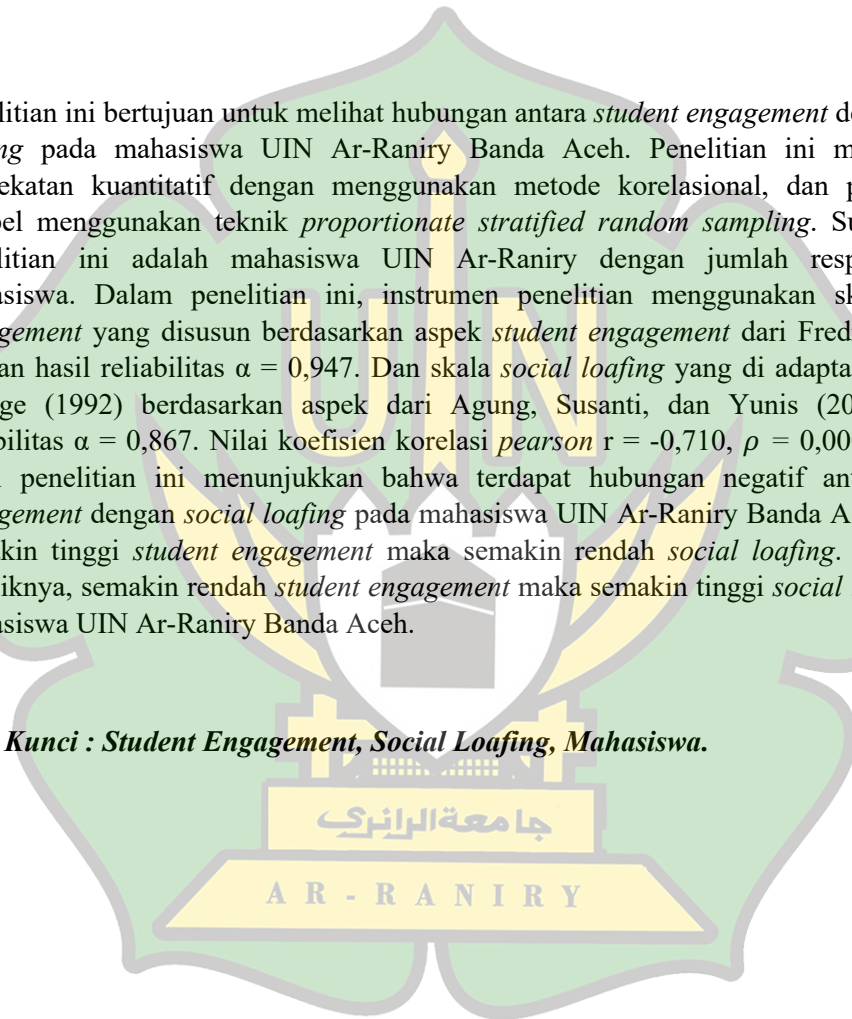 litian ini bertujuan untuk melihat hubungan antara student engagement de
ng pada mahasiswa UIN Ar-Raniry Banda Aceh. Penelitian ini m
ekatan kuantitatif dengan menggunakan metode korelasional, dan p
pel menggunakan teknik proportionate stratified random sampling. Su
litian ini adalah mahasiswa UIN Ar-Raniry dengan jumlah resp
asiswa. Dalam penelitian ini, instrumen penelitian menggunakan sk
gement yang disusun berdasarkan aspek student engagement dari Fred
an hasil reliabilitas α = 0,947. Dan skala social loafing yang di adapta
ge (1992) berdasarkan aspek dari Agung, Susanti, dan Yunis (20
bilitas α = 0,867. Nilai koefisien korelasi pearson r = -0,710, ρ = 0,00
penelitian ini menunjukkan bahwa terdapat hubungan negatif an
gement dengan social loafing pada mahasiswa UIN Ar-Raniry Banda A
akin tinggi student engagement maka semakin rendah social loafing.
iknya, semakin rendah student engagement maka semakin tinggi social
asiswa UIN Ar-Raniry Banda Aceh.
Kunci : Student Engagement, Social Loafing, Mahasiswa.
UIN
جامعة الرانري
AR-RANIRY